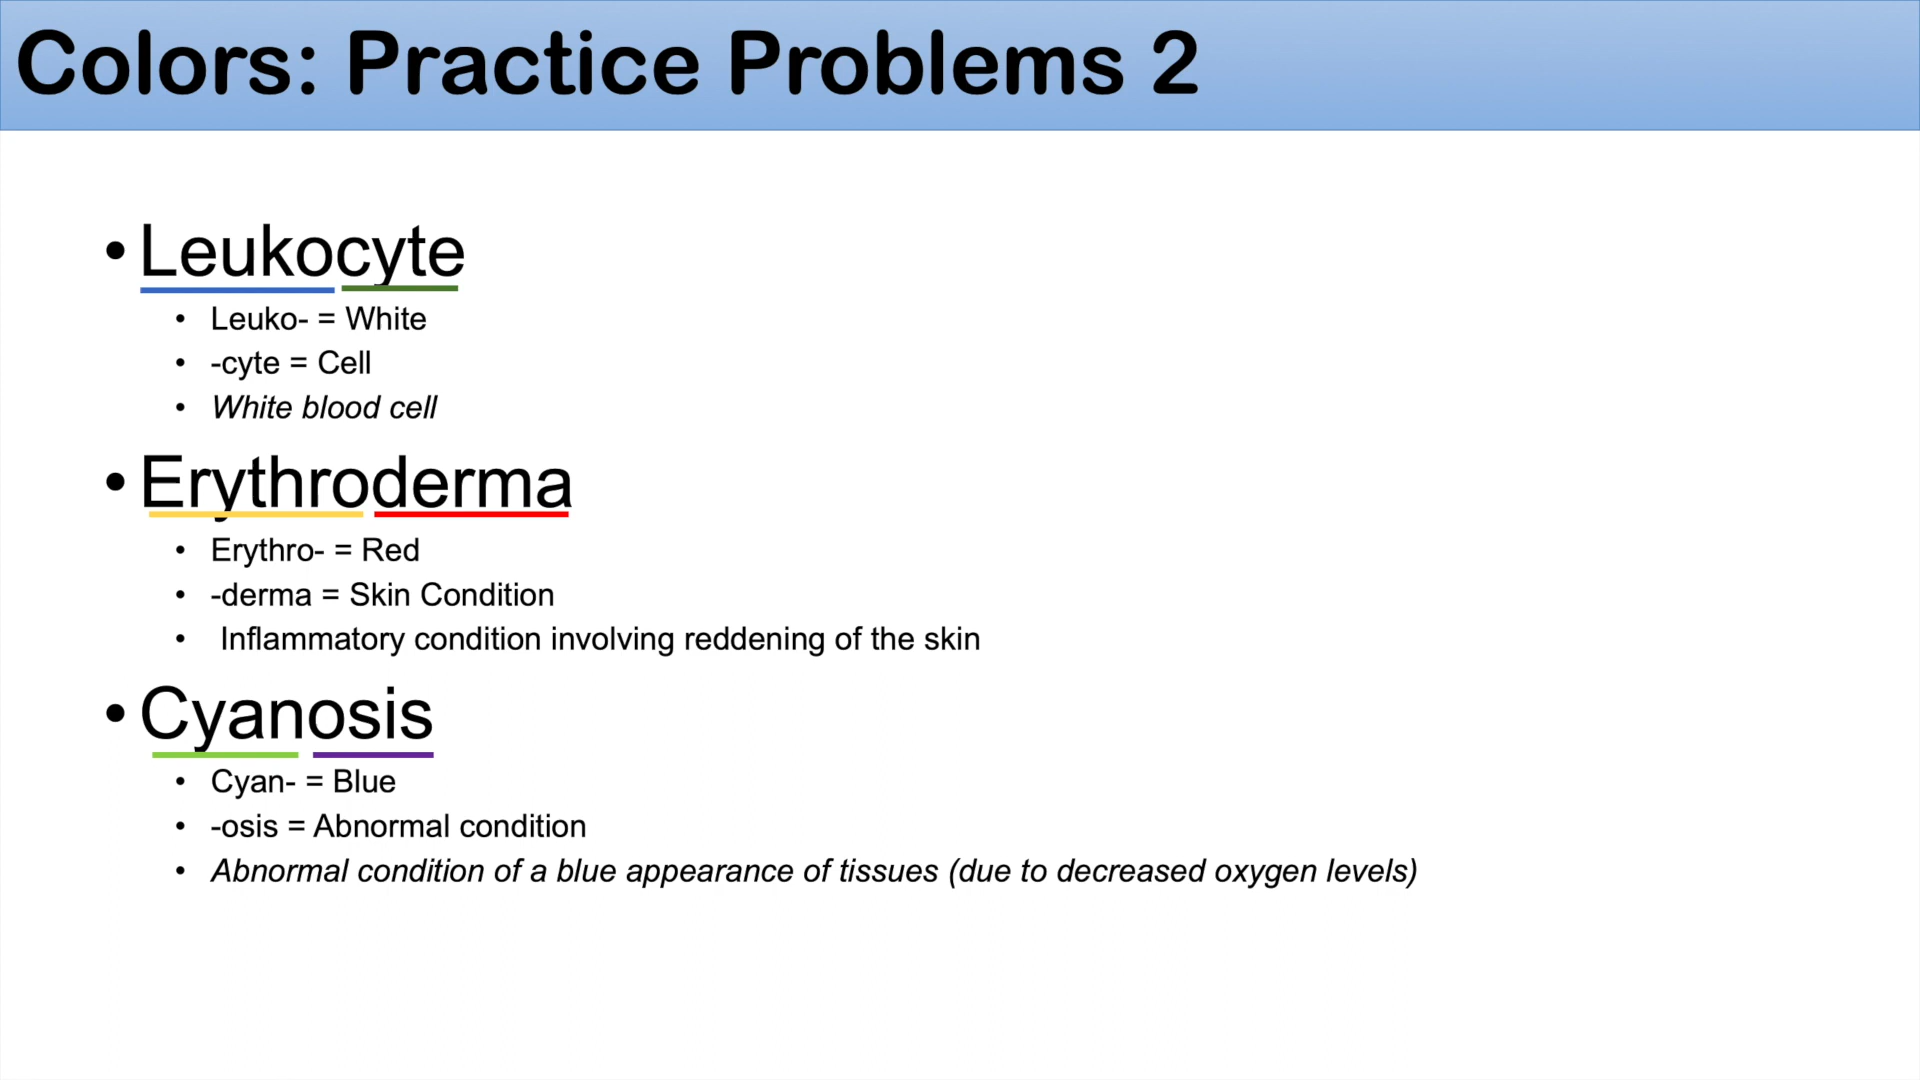 Colors: Practice Problems 2
• Leukocyte
• Leuko- = White
• -cyte = Cell
• White blood cell
• Erythroderma
• Erythro- = Red
• -derma = Skin Condition
• Inflammatory condition involving reddening of the skin
• Cyanosis
• Cyan- = Blue
• -osis = Abnormal condition
• Abnormal condition of a blue appearance of tissues (due to decreased oxygen levels)